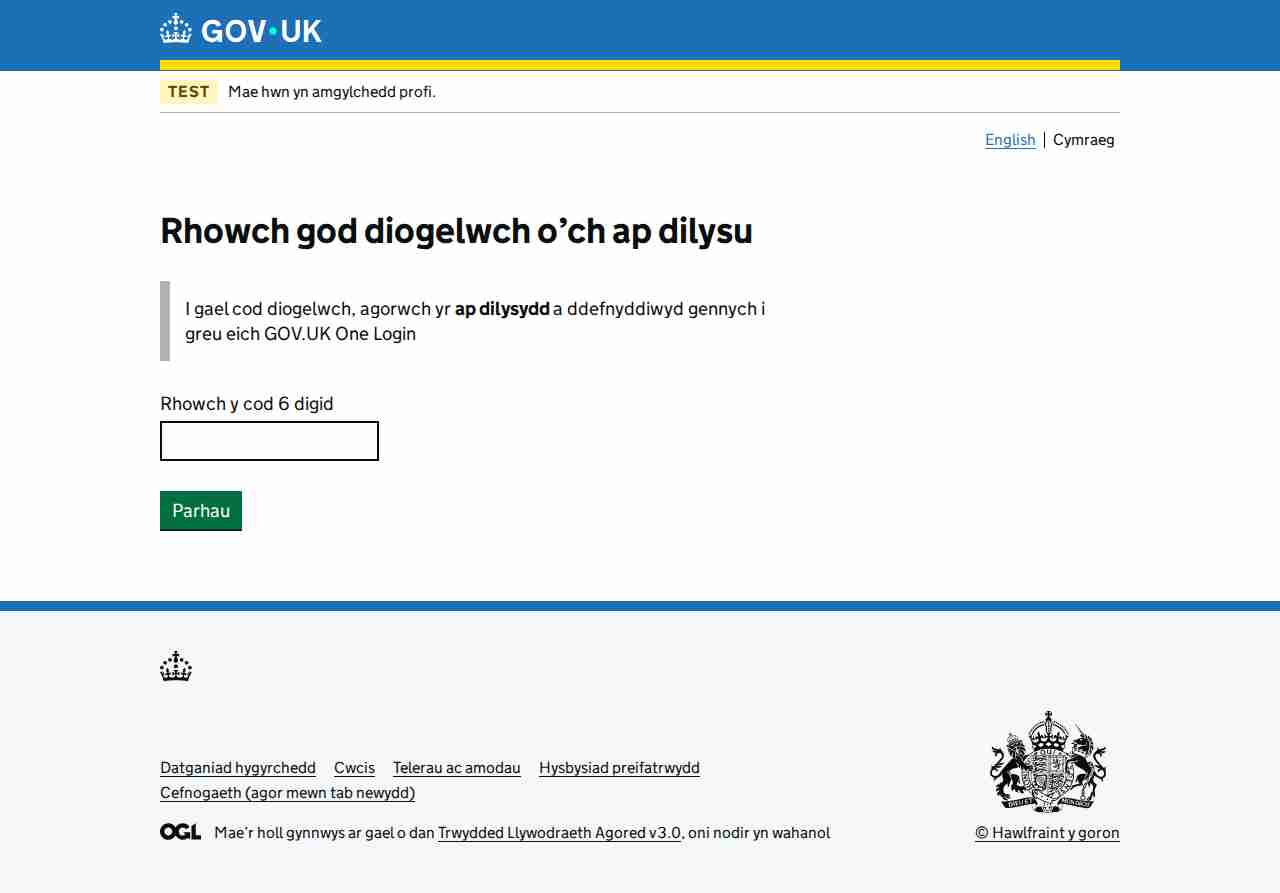 GOV·UK
TEST Mae hwn yn amgylchedd profi.
English | Cymraeg
Rhowch god diogelwch o’ch ap dilysu
I gael cod diogelwch, agorwch yr ap dilysydd a ddefnyddiwyd gennych i
greu eich GOV.UK One Login
Rhowch y cod 6 digid
Parhau
Datganiad hygyrchedd Cwcis Telerau ac amodau Hysbysiad preifatrwydd
Cefnogaeth (agor mewn tab newydd)
OGL Mae’r holl gynnwys ar gael o dan Trwydded Llywodraeth Agored v3.0, oni nodir yn wahanol
© Hawlfraint y goron